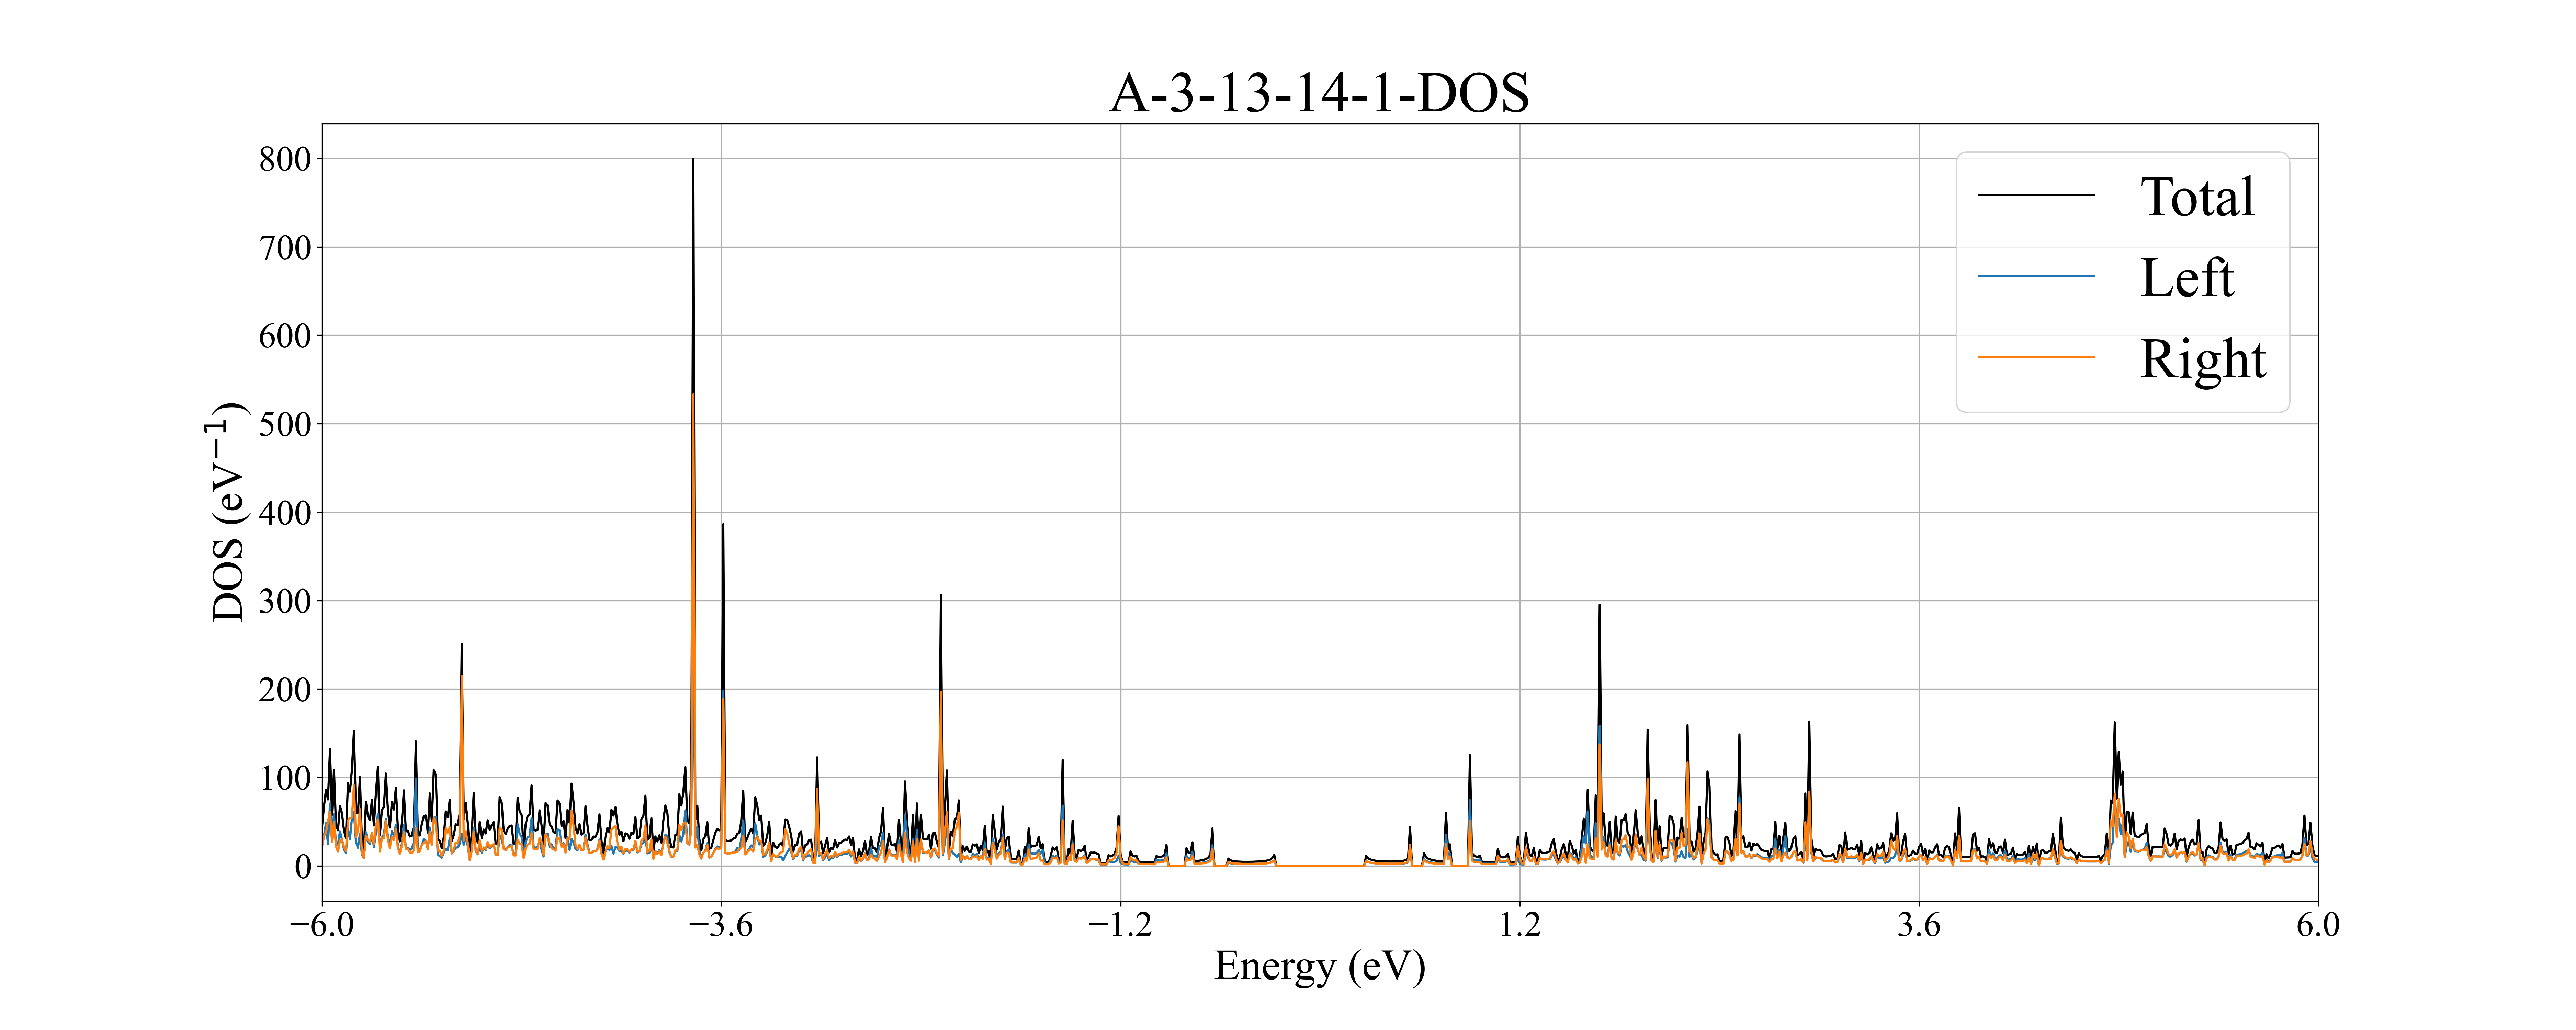 A-3-13-14-1-DOS
800
700
600
500
400
300
200
100
0
DOS (eV⁻¹)
Total
Left
Right
−6.0 −3.6 −1.2 1.2 3.6 6.0
Energy (eV)